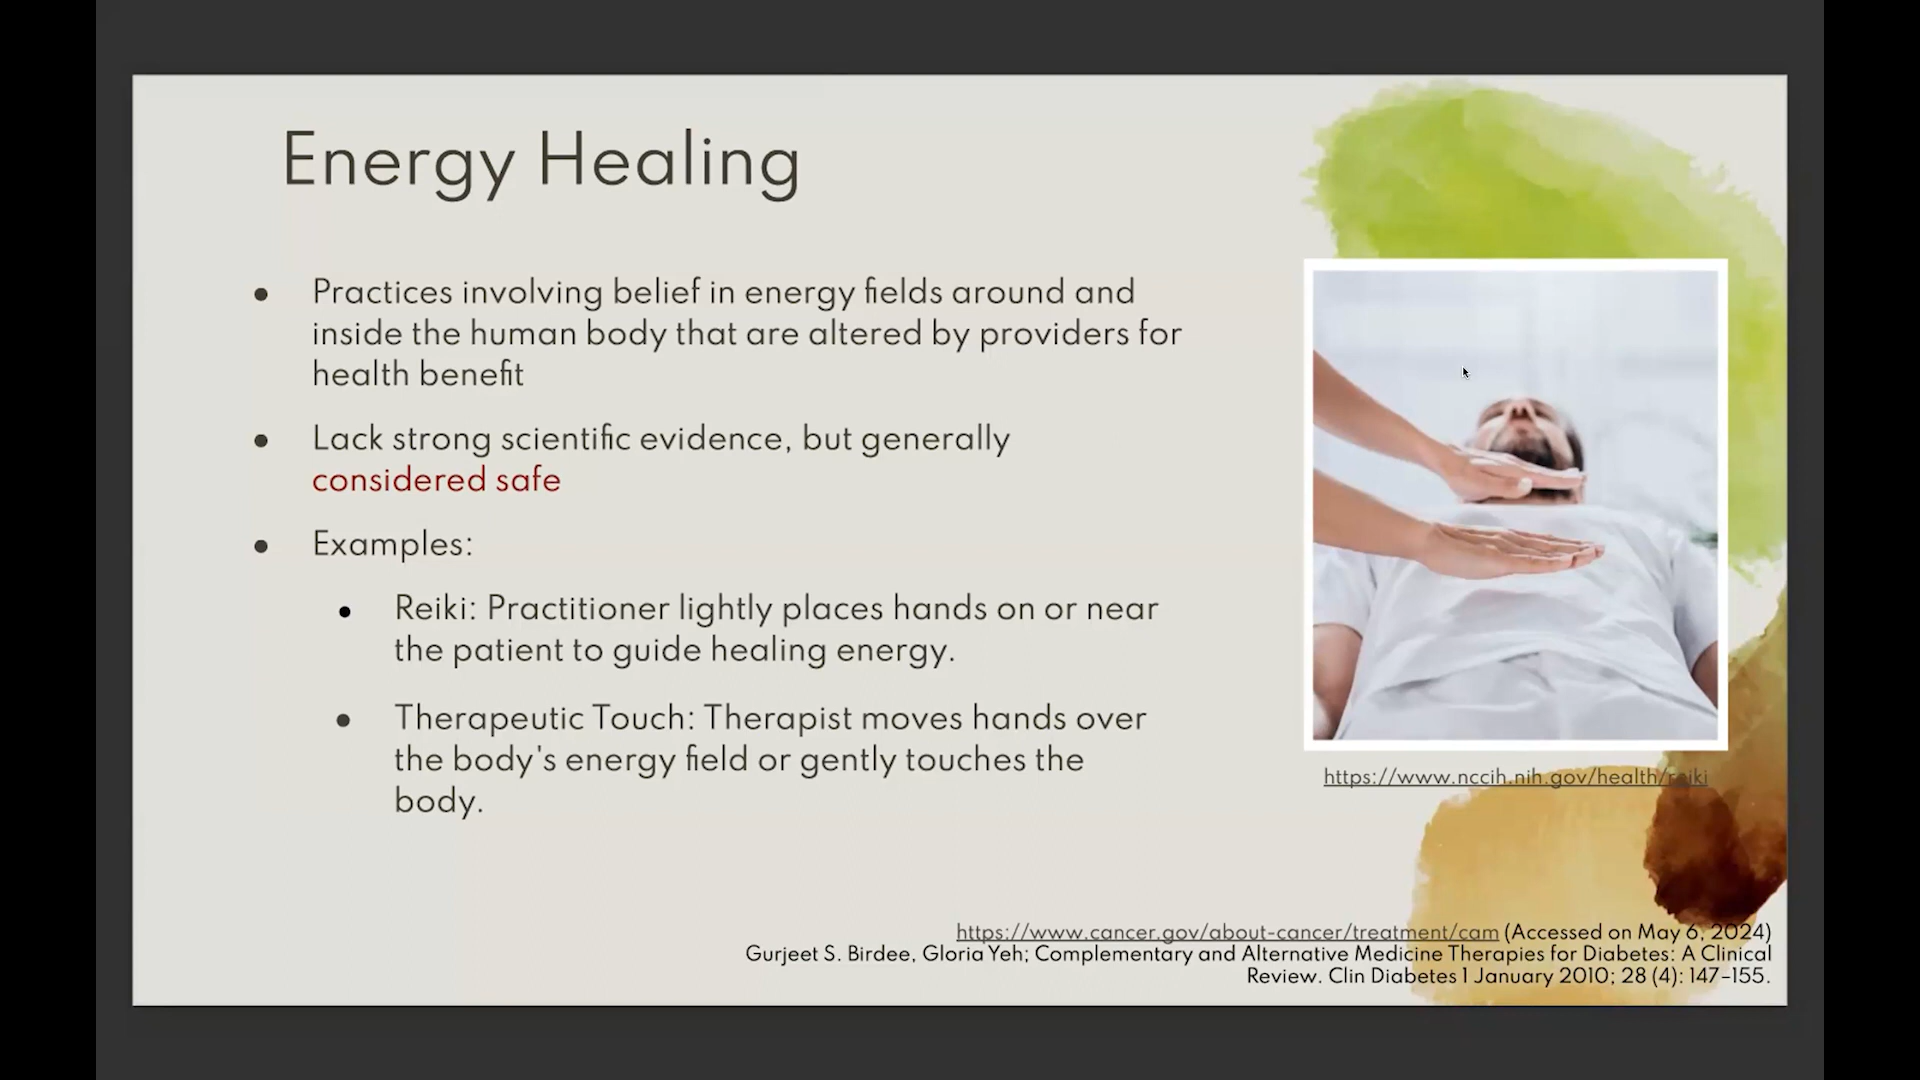 Energy Healing
Practices involving belief in energy fields around and
inside the human body that are altered by providers for
health benefit
Lack strong scientific evidence, but generally
considered safe
Examples:
Reiki: Practitioner lightly places hands on or near
the patient to guide healing energy.
Therapeutic Touch: Therapist moves hands over
the body's energy field or gently touches the
body.
https://www.nccih.nih.gov/health/reiki
https://www.cancer.gov/about-cancer/treatment/cam (Accessed on May 6, 2024)
Gurjeet S. Birdee, Gloria Yeh; Complementary and Alternative Medicine Therapies for Diabetes: A Clinical
Review. Clin Diabetes 1 January 2010; 28 (4): 147–155.